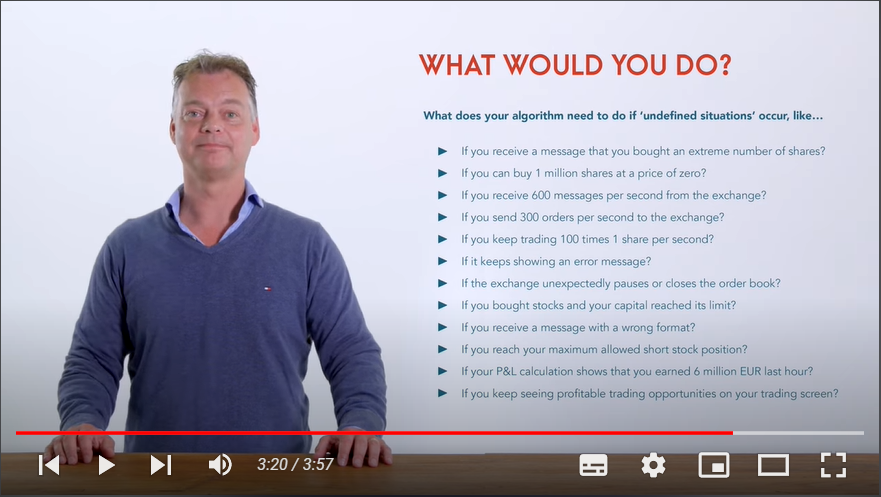 WHAT WOULD YOU DO?
What does your algorithm need to do if ‘undefined situations’ occur, like…
If you receive a message that you bought an extreme number of shares?
If you can buy 1 million shares at a price of zero?
If you receive 600 messages per second from the exchange?
If you send 300 orders per second to the exchange?
If you keep trading 100 times 1 share per second?
If it keeps showing an error message?
If the exchange unexpectedly pauses or closes the order book?
If you bought stocks and your capital reached its limit?
If you receive a message with a wrong format?
If you reach your maximum allowed short stock position?
If your P&L calculation shows that you earned 6 million EUR last hour?
If you keep seeing profitable trading opportunities on your trading screen?
3:20 / 3:57